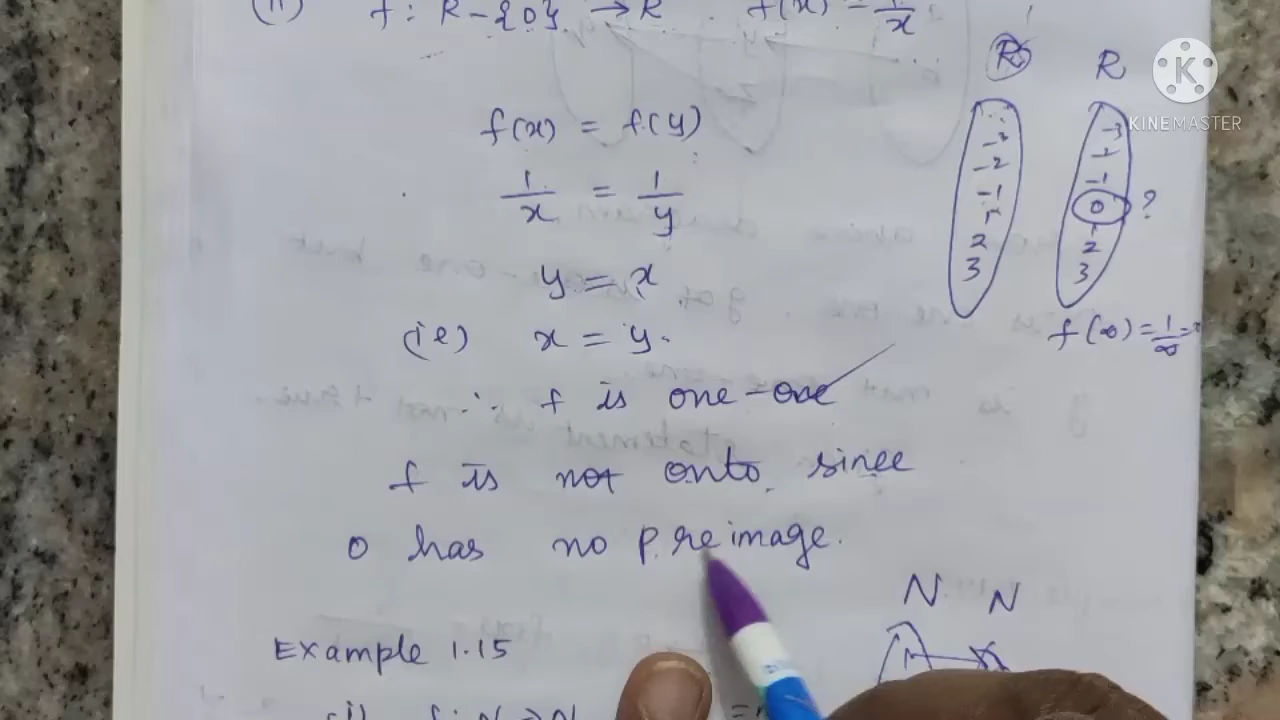 (ii) f : R - {0} → R f(x) = 1/x
f(x) = f(y)
1/x = 1/y
y = x
(ie) x = y.
∴ f is one-one
f is not onto, since
0 has no preimage.
Example 1.15
(i) f : N → N
R R
-3 -3
-2 -2
-1 -1
1 0 ?
2 2
3 3
f(∞) = 1/∞ =
N N
K
KINEMASTER